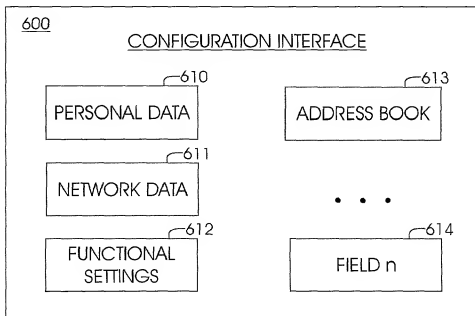 600
CONFIGURATION INTERFACE
610
PERSONAL DATA
613
ADDRESS BOOK
611
NETWORK DATA
. . .
612
FUNCTIONAL
SETTINGS
614
FIELD n